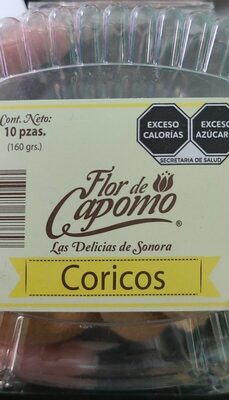 Cont. Neto:
10 pzas.
(160 grs.)
EXCESO
CALORÍAS
EXCESO
SECRETARÍA DE SALUD
Flor de
Capomo®
Las Delicias de Sonora
Coricos